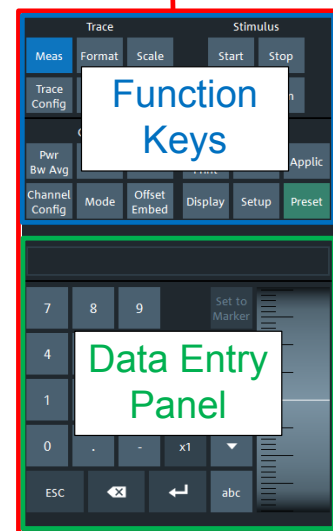 Trace
Stimulus
Meas
Format
Scale
Start
Stop
Trace
Config
Function
Keys
Pwr
Bw Avg
Applic
Channel
Config
Mode
Offset
Embed
Display
Setup
Preset
7
8
9
Set to
Marker
4
Data Entry
Panel
1
0
.
-
x1
ESC
abc